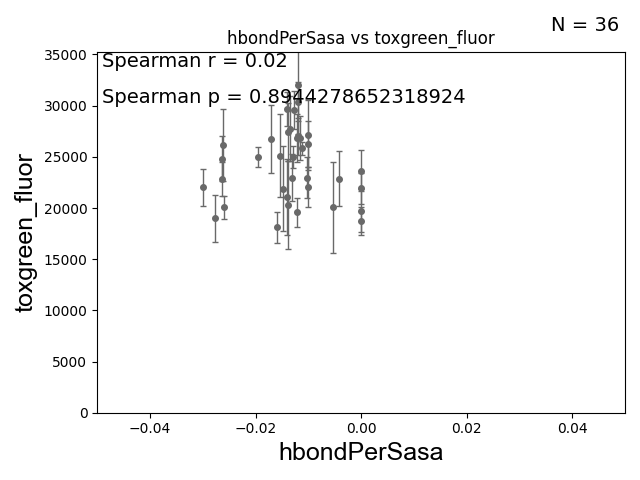 N = 36
hbondPerSasa vs toxgreen_fluor
Spearman r = 0.02
Spearman p = 0.8944278652318924
toxgreen_fluor
35000
30000
25000
20000
15000
10000
5000
0
−0.04
−0.02
0.00
0.02
0.04
hbondPerSasa